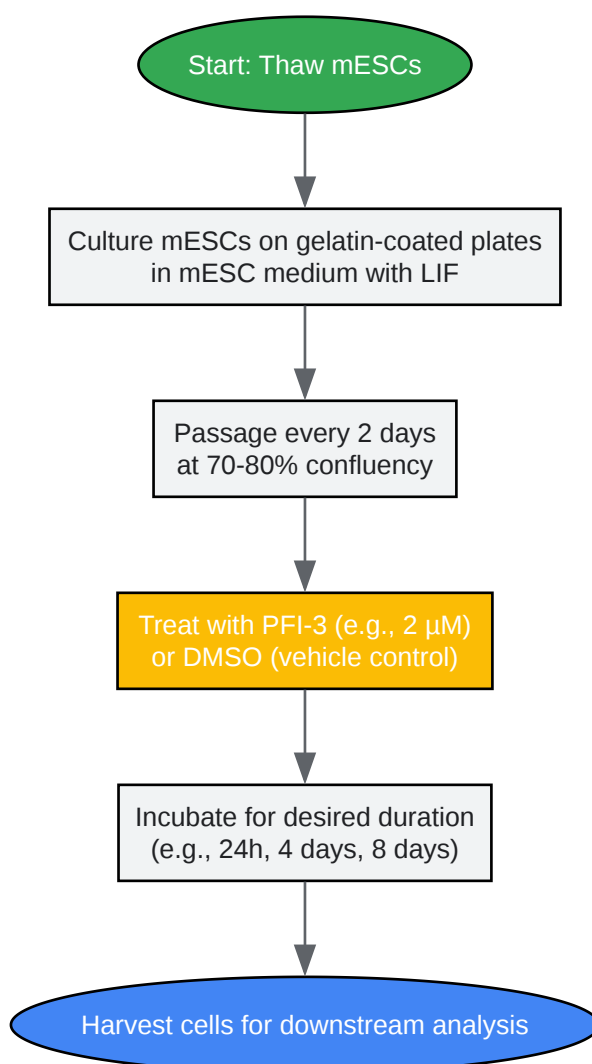 Start: Thaw mESCs
Culture mESCs on gelatin-coated plates
in mESC medium with LIF
Passage every 2 days
at 70-80% confluency
Treat with PFI-3 (e.g., 2 µM)
or DMSO (vehicle control)
Incubate for desired duration
(e.g., 24h, 4 days, 8 days)
Harvest cells for downstream analysis